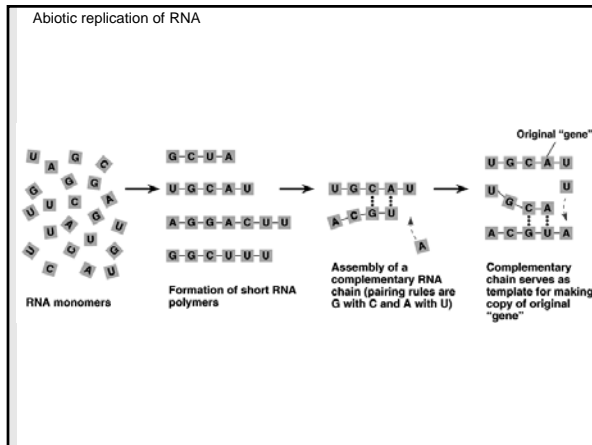 Abiotic replication of RNA
Original "gene"
U A G C
G G G
U U C A
U A G U
U C U G
C A U
RNA monomers
G-C-U-A
U-G-C-A-U
A-G-G-A-C-U-U
G-G-C-U-U-U
Formation of short RNA
polymers
U-G-C-A-U
A-C-G-U
A
Assembly of a
complementary RNA
chain (pairing rules are
G with C and A with U)
U-G-C-A-U
U
U-G-C-A
A-C-G-U-A
Complementary
chain serves as
template for making
copy of original
"gene"